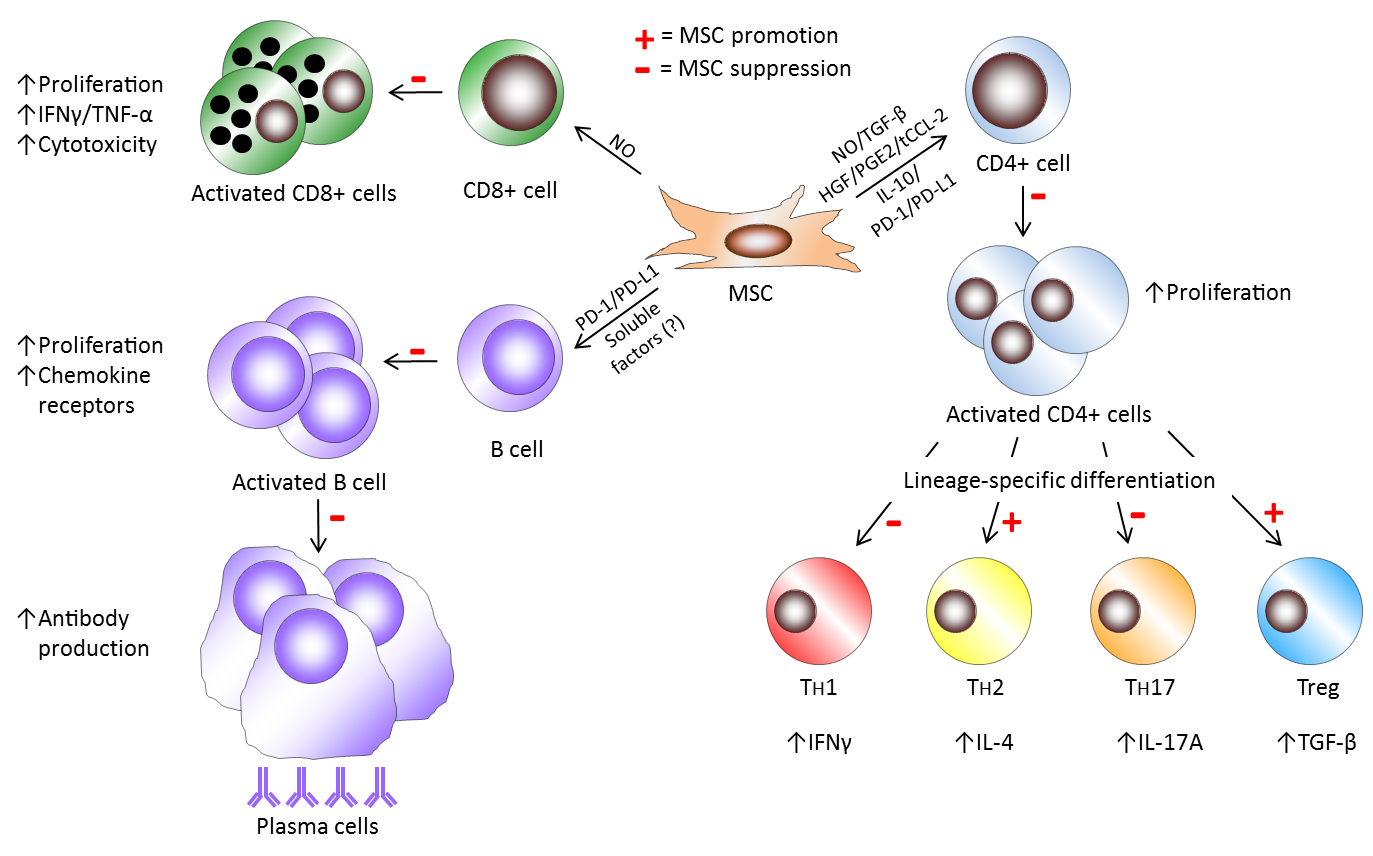 + = MSC promotion
- = MSC suppression
↑Proliferation
↑IFNγ/TNF-α
↑Cytotoxicity
-
Activated CD8+ cells
CD8+ cell
NO
NO/TGF-β
HGF/PGE2/tCCL-2
IL-10/
PD-1/PD-L1
CD4+ cell
-
MSC
PD-1/PD-L1
Soluble
factors (?)
↑Proliferation
↑Proliferation
↑Chemokine
receptors
-
B cell
Activated B cell
-
Activated CD4+ cells
Lineage-specific differentiation
- + - +
↑Antibody
production
Plasma cells
TH1 TH2 TH17 Treg
↑IFNγ ↑IL-4 ↑IL-17A ↑TGF-β